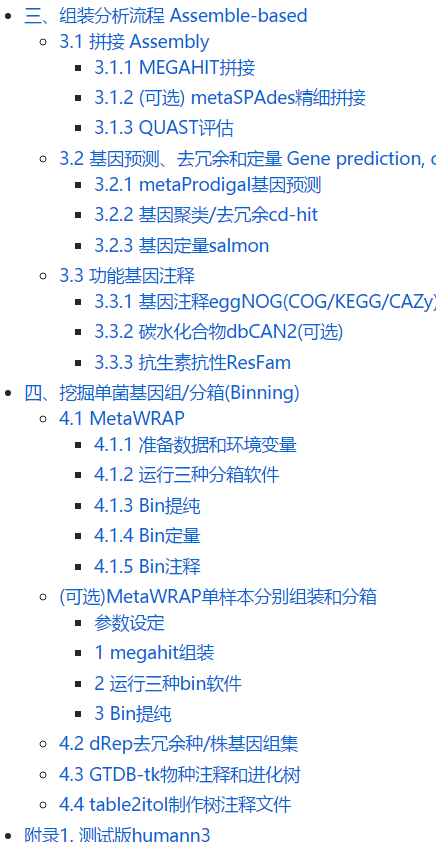 三、组装分析流程 Assemble-based
3.1 拼接 Assembly
3.1.1 MEGAHIT拼接
3.1.2 (可选) metaSPAdes精细拼接
3.1.3 QUAST评估
3.2 基因预测、去冗余和定量 Gene prediction,
3.2.1 metaProdigal基因预测
3.2.2 基因聚类/去冗余cd-hit
3.2.3 基因定量salmon
3.3 功能基因注释
3.3.1 基因注释eggNOG(COG/KEGG/CAZy)
3.3.2 碳水化合物dbCAN2(可选)
3.3.3 抗生素抗性ResFam
四、挖掘单菌基因组/分箱(Binning)
4.1 MetaWRAP
4.1.1 准备数据和环境变量
4.1.2 运行三种分箱软件
4.1.3 Bin提纯
4.1.4 Bin定量
4.1.5 Bin注释
(可选)MetaWRAP单样本分别组装和分箱
参数设定
1 megahit组装
2 运行三种bin软件
3 Bin提纯
4.2 dRep去冗余种/株基因组集
4.3 GTDB-tk物种注释和进化树
4.4 table2itol制作树注释文件
附录1. 测试版humann3